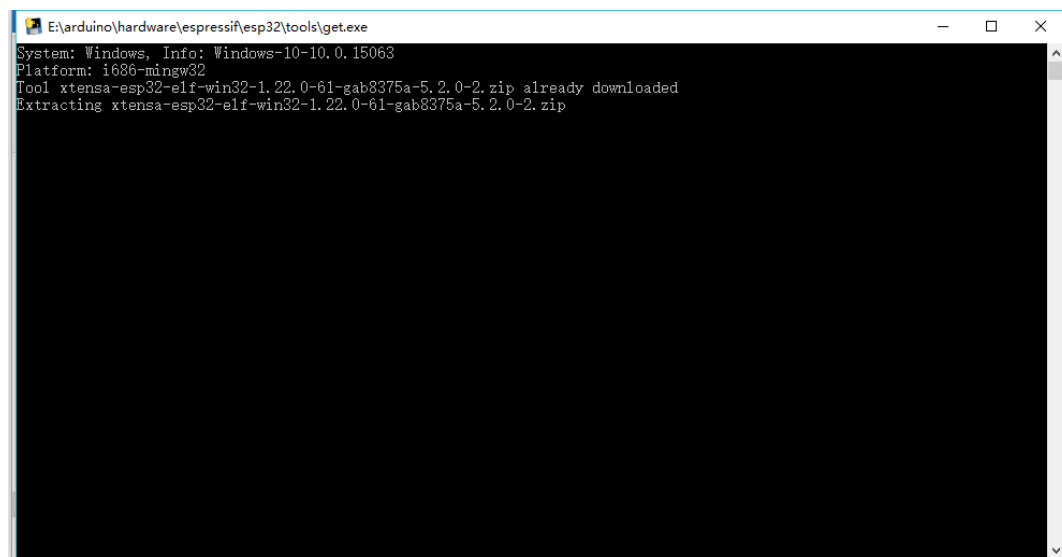 E:\arduino\hardware\espressif\esp32\tools\get.exe
System: Windows, Info: Windows-10-10.0.15063
Platform: i686-mingw32
Tool xtensa-esp32-elf-win32-1.22.0-61-gab8375a-5.2.0-2.zip already downloaded
Extracting xtensa-esp32-elf-win32-1.22.0-61-gab8375a-5.2.0-2.zip